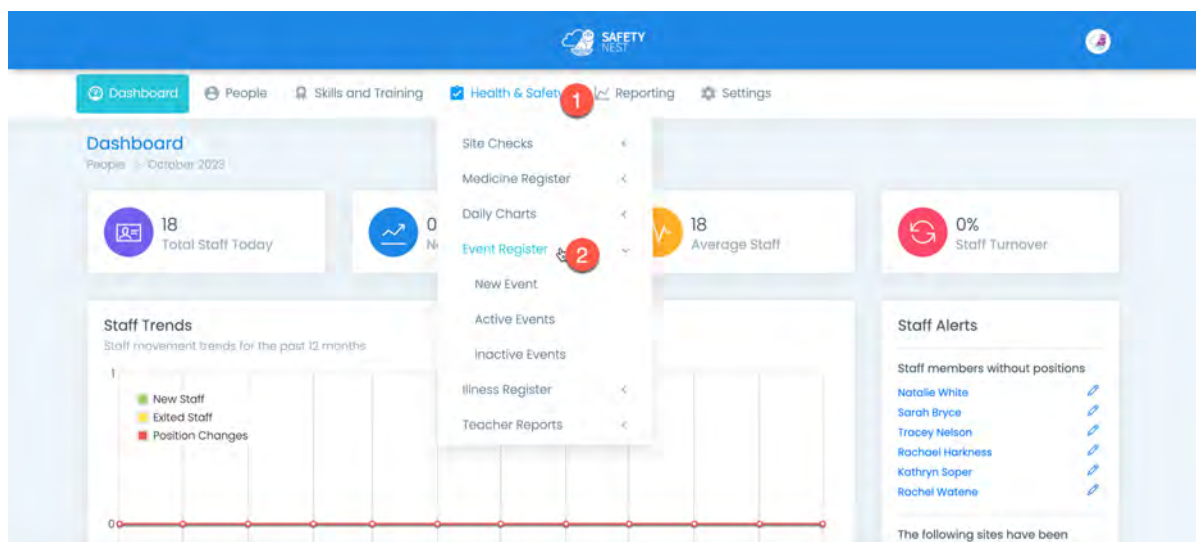 SAFETY
NEST
Dashboard People Skills and Training Health & Safety 1 Reporting Settings
Dashboard
People > October 2023
18
Total Staff Today
0
18
Average Staff
0%
Staff Turnover
Site Checks
Medicine Register
Daily Charts
Event Register 2
New Event
Active Events
Inactive Events
Illness Register
Teacher Reports
Staff Trends
Staff movement trends for the past 12 months
1
New Staff
Exited Staff
Position Changes
0
Staff Alerts
Staff members without positions
Natalie White
Sarah Bryce
Tracey Nelson
Rachael Harkness
Kathryn Soper
Rachel Watene
The following sites have been